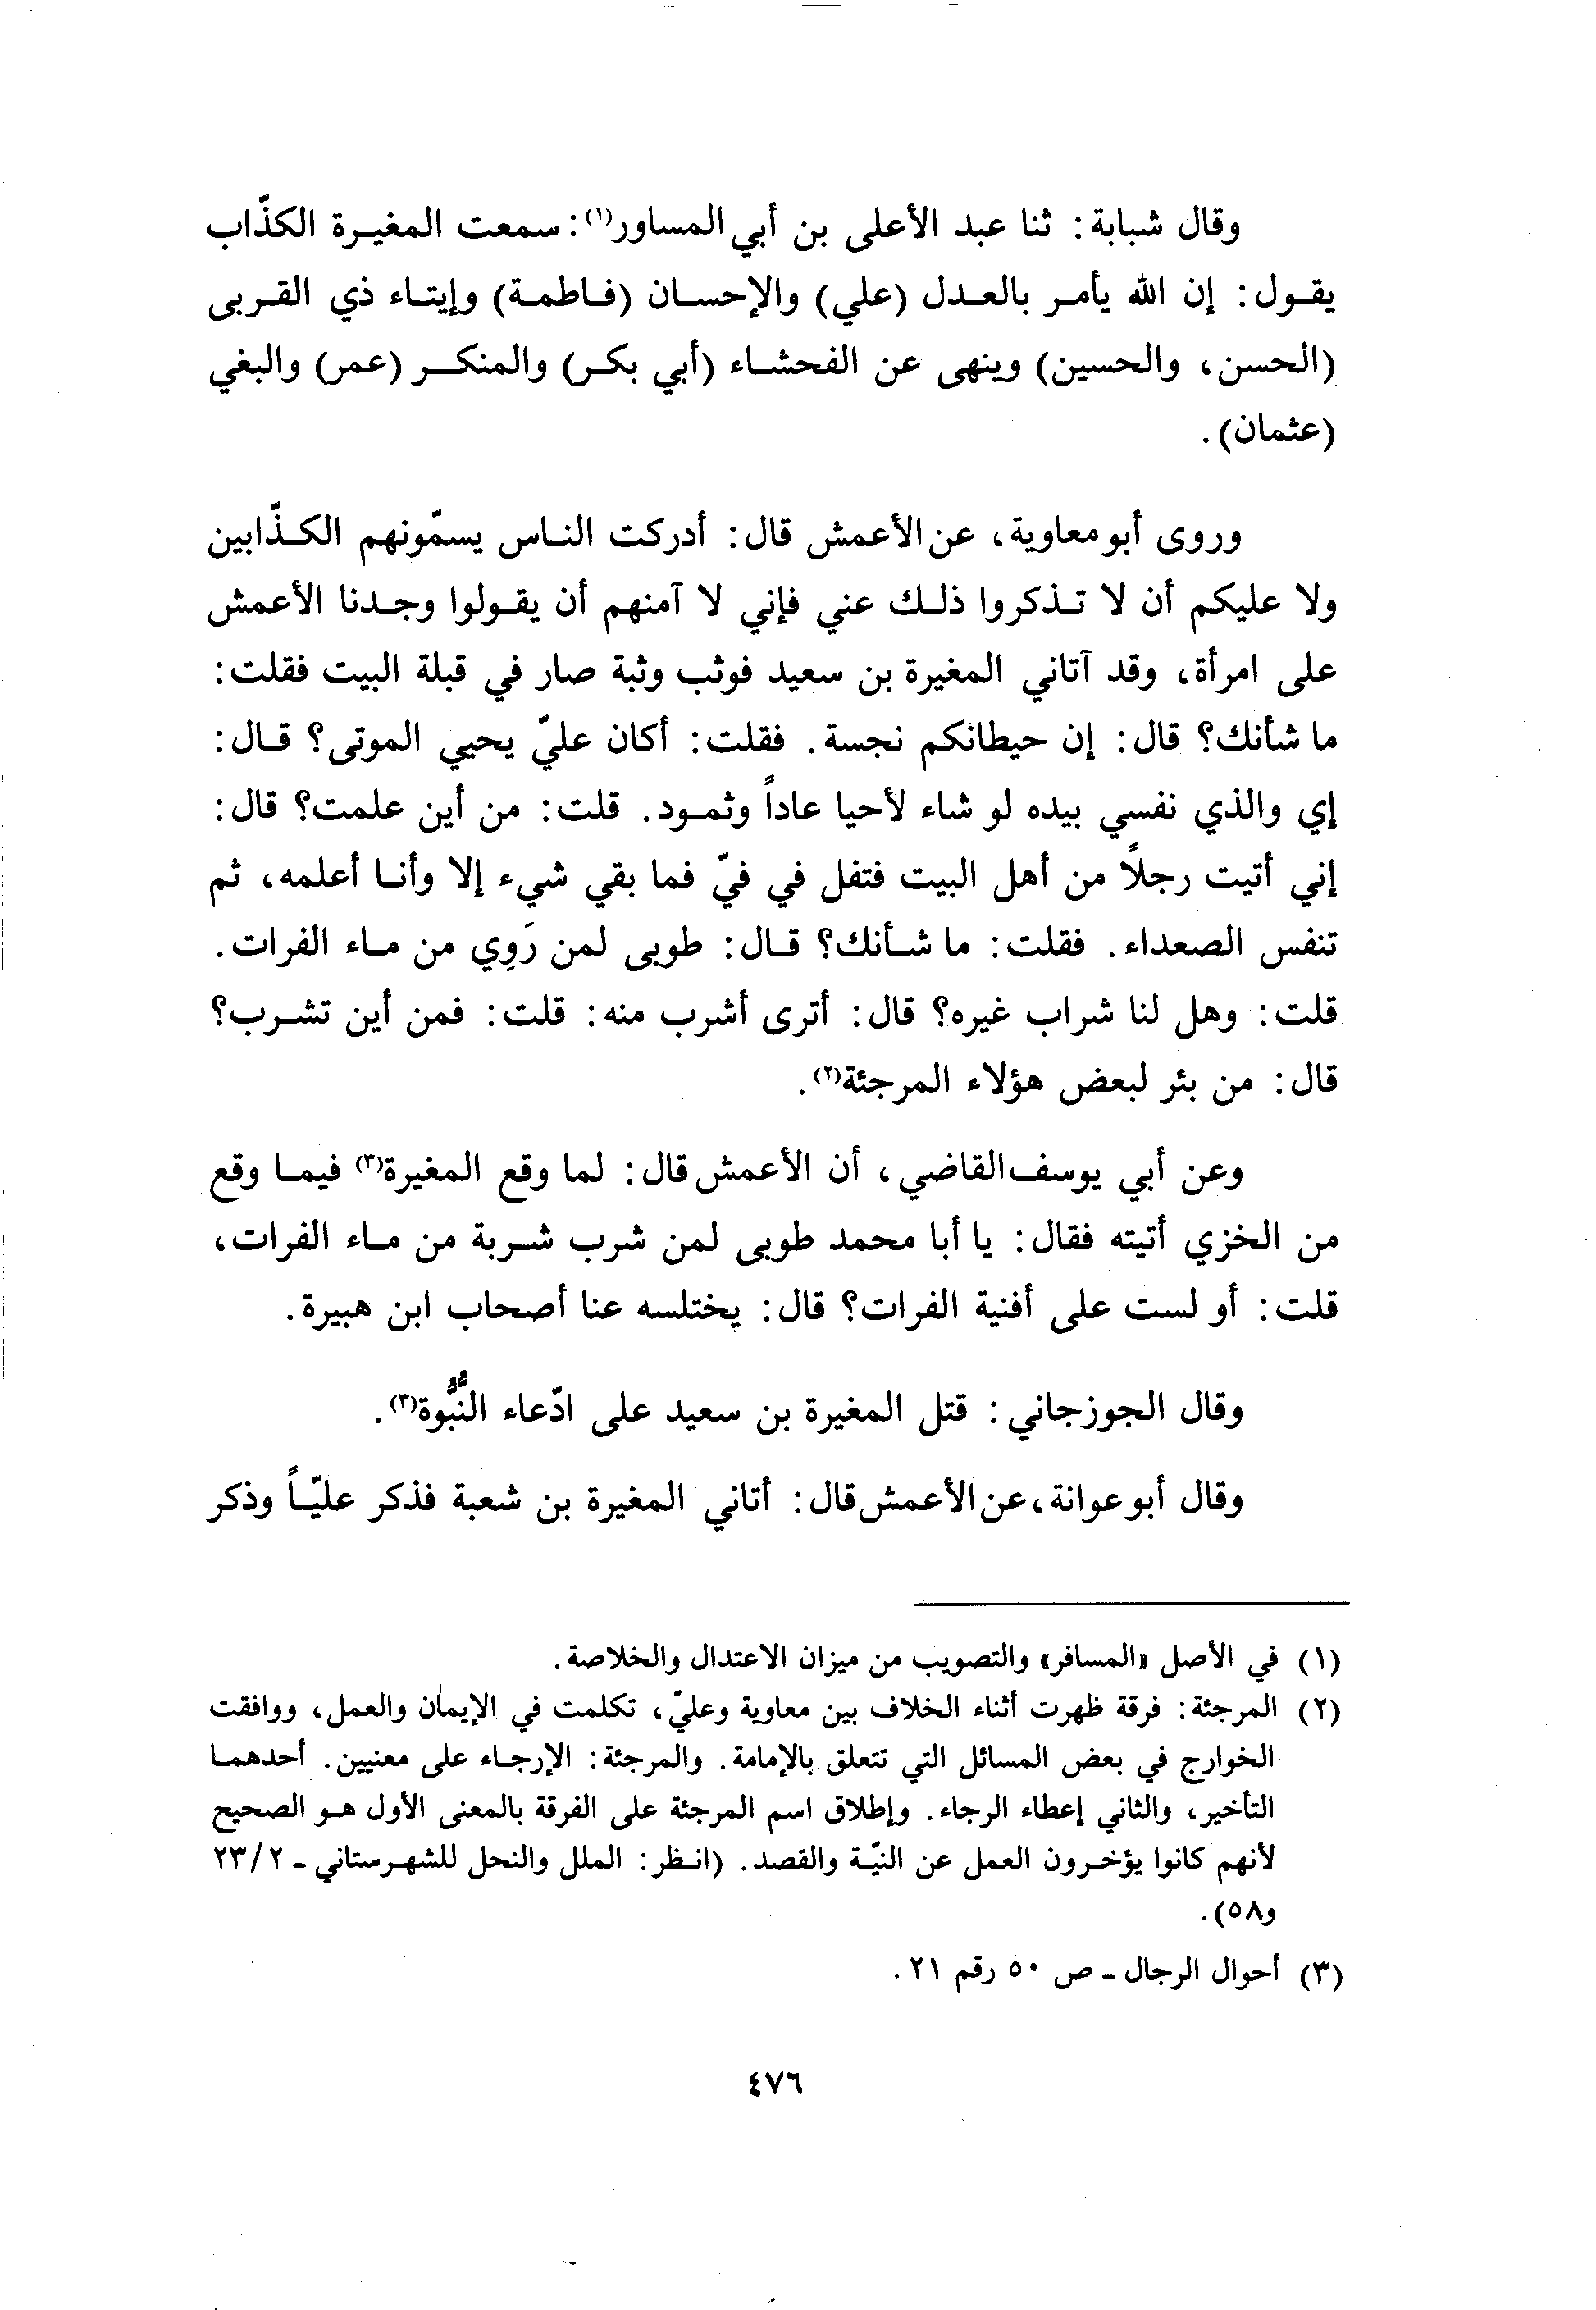 وقال شبابة: ثنا عبد الأعلى بن أبي المساور(١): سمعت المغيرة الكذّاب
يقول: إن الله يأمر بالعدل (علي) والإحسان (فاطمة) وإيتاء ذي القربى
(الحسن، والحسين) وينهى عن الفحشاء (أبي بكر) والمنكر (عمر) والبغي
(عثمان).
وروى أبو معاوية، عن الأعمش قال: أدركت الناس يسمّونهم الكذّابين
ولا عليكم أن لا تذكروا ذلك عني فإني لا آمنهم أن يقولوا وجدنا الأعمش
على امرأة، وقد آتاني المغيرة بن سعيد فوثب وثبة صار في قبلة البيت فقلت:
ما شأنك؟ قال: إن حيطانكم نجسة. فقلت: أكان عليّ يحيي الموتى؟ قال:
إي والذي نفسي بيده لو شاء لأحيا عاداً وثمود. قلت: من أين علمت؟ قال:
إني أتيت رجلاً من أهل البيت فتفل في فيّ فما بقي شيء إلا وأنا أعلمه، ثم
تنفس الصعداء. فقلت: ما شأنك؟ قال: طوبى لمن رَوِي من ماء الفرات.
قلت: وهل لنا شراب غيره؟ قال: أترى أشرب منه: قلت: فمن أين تشرب؟
قال: من بئر لبعض هؤلاء المرجئة(٢).
وعن أبي يوسف القاضي، أن الأعمش قال: لما وقع المغيرة(٣) فيما وقع
من الخزي أتيته فقال: يا أبا محمد طوبى لمن شرب شربة من ماء الفرات،
قلت: أو لست على أفنية الفرات؟ قال: يختلسه عنا أصحاب ابن هبيرة.
وقال الجوزجاني: قتل المغيرة بن سعيد على ادّعاء النُّبُّوة(٣).
وقال أبو عوانة، عن الأعمش قال: أتاني المغيرة بن شعبة فذكر عليّاً وذكر
(١) في الأصل «المسافر» والتصويب من ميزان الاعتدال والخلاصة.
(٢) المرجئة: فرقة ظهرت أثناء الخلاف بين معاوية وعليّ، تكلمت في الإيمان والعمل، ووافقت
الخوارج في بعض المسائل التي تتعلق بالإمامة. والمرجئة: الإرجاء على معنيين. أحدهما
التأخير، والثاني إعطاء الرجاء. وإطلاق اسم المرجئة على الفرقة بالمعنى الأول هو الصحيح
لأنهم كانوا يؤخرون العمل عن النيّة والقصد. (انظر: الملل والنحل للشهرستاني - ٢٣/٢
و٥٨).
(٣) أحوال الرجال - ص ٥٠ رقم ٢١.
٤٧٦